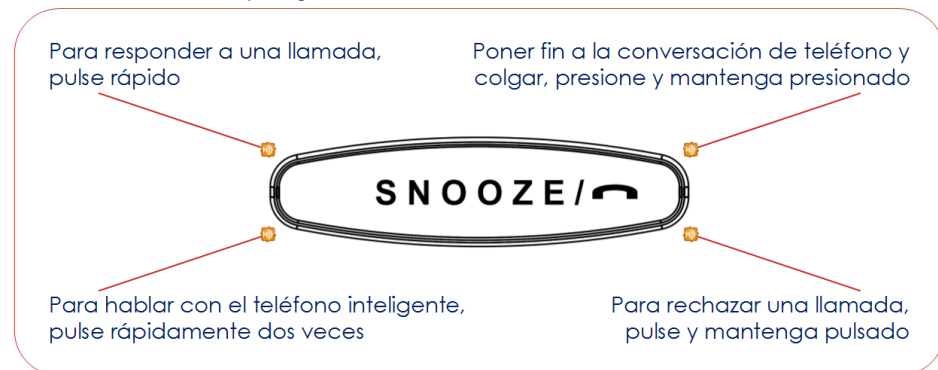 Para responder a una llamada,
pulse rápido
Poner fin a la conversación de teléfono y
colgar, presione y mantenga presionado
SNOOZE/
Para hablar con el teléfono inteligente,
pulse rápidamente dos veces
Para rechazar una llamada,
pulse y mantenga pulsado